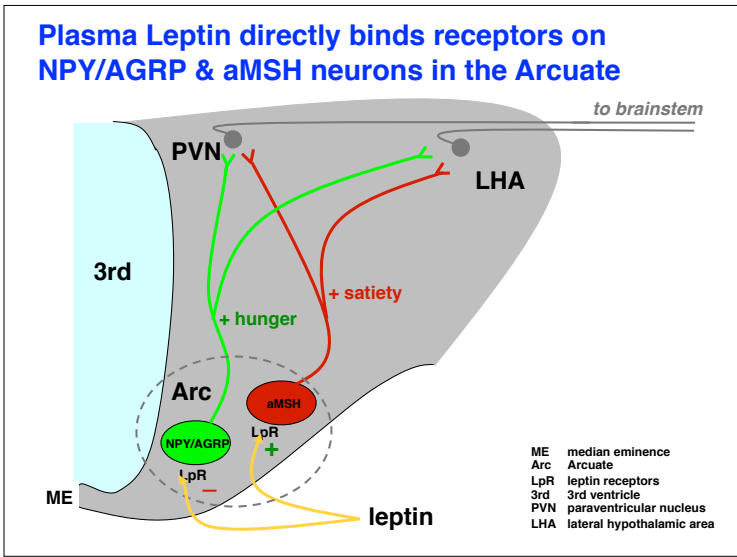 Plasma Leptin directly binds receptors on
NPY/AGRP & aMSH neurons in the Arcuate
to brainstem
PVN
LHA
3rd
+ satiety
+ hunger
Arc
aMSH
LpR
+
NPY/AGRP
LpR
–
ME
leptin
ME median eminence
Arc Arcuate
LpR leptin receptors
3rd 3rd ventricle
PVN paraventricular nucleus
LHA lateral hypothalamic area